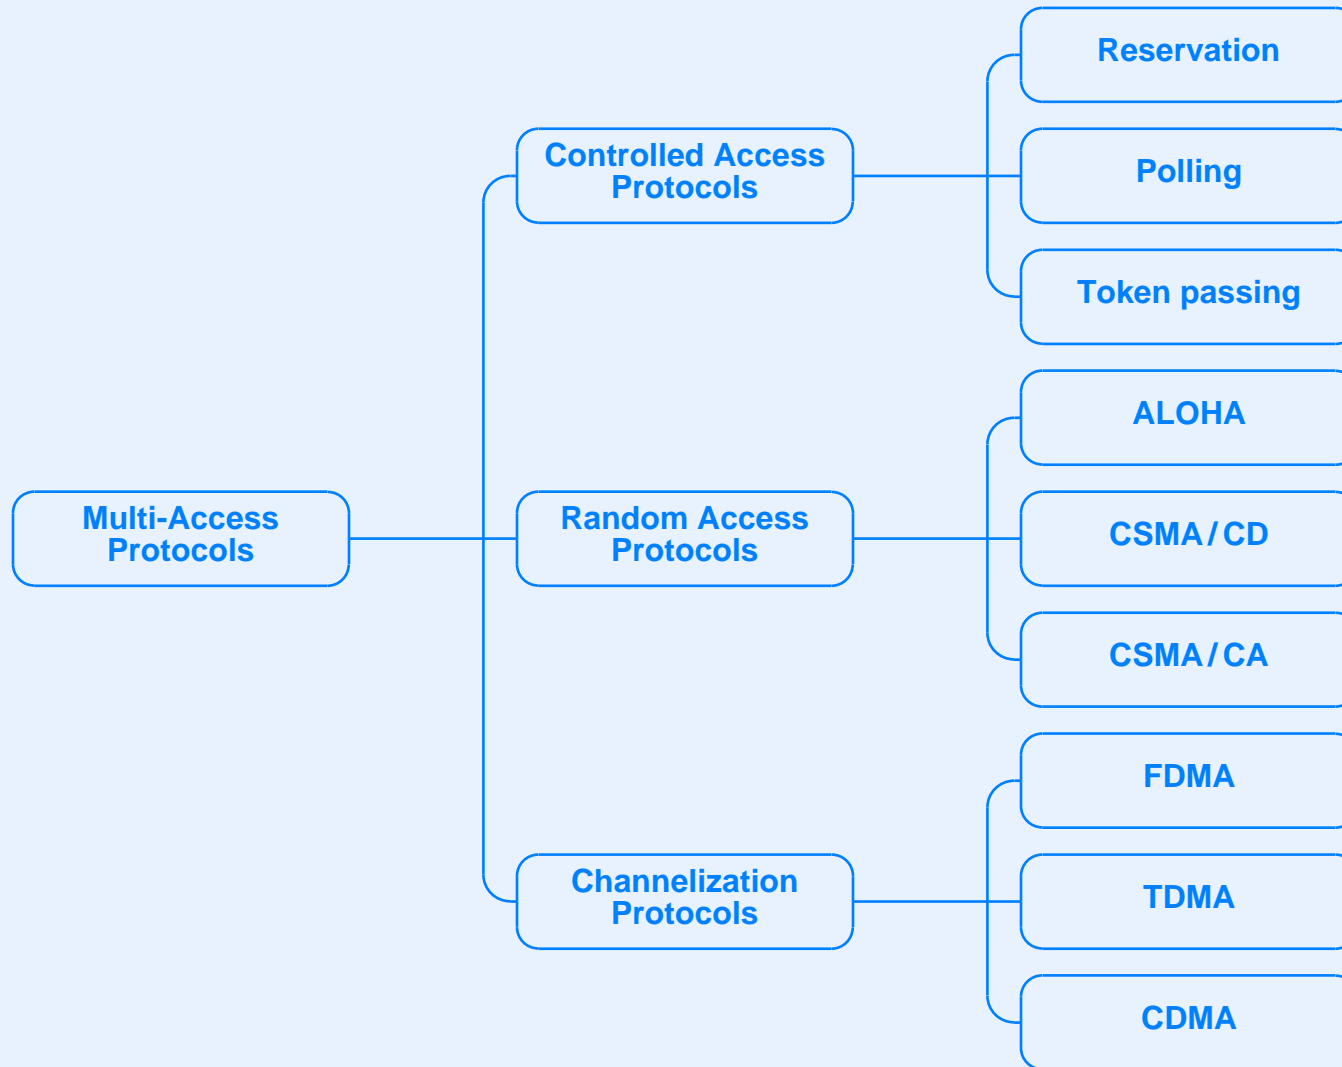 Reservation
Controlled Access
Protocols
Polling
Token passing
ALOHA
Multi-Access
Protocols
Random Access
Protocols
CSMA / CD
CSMA / CA
FDMA
Channelization
Protocols
TDMA
CDMA